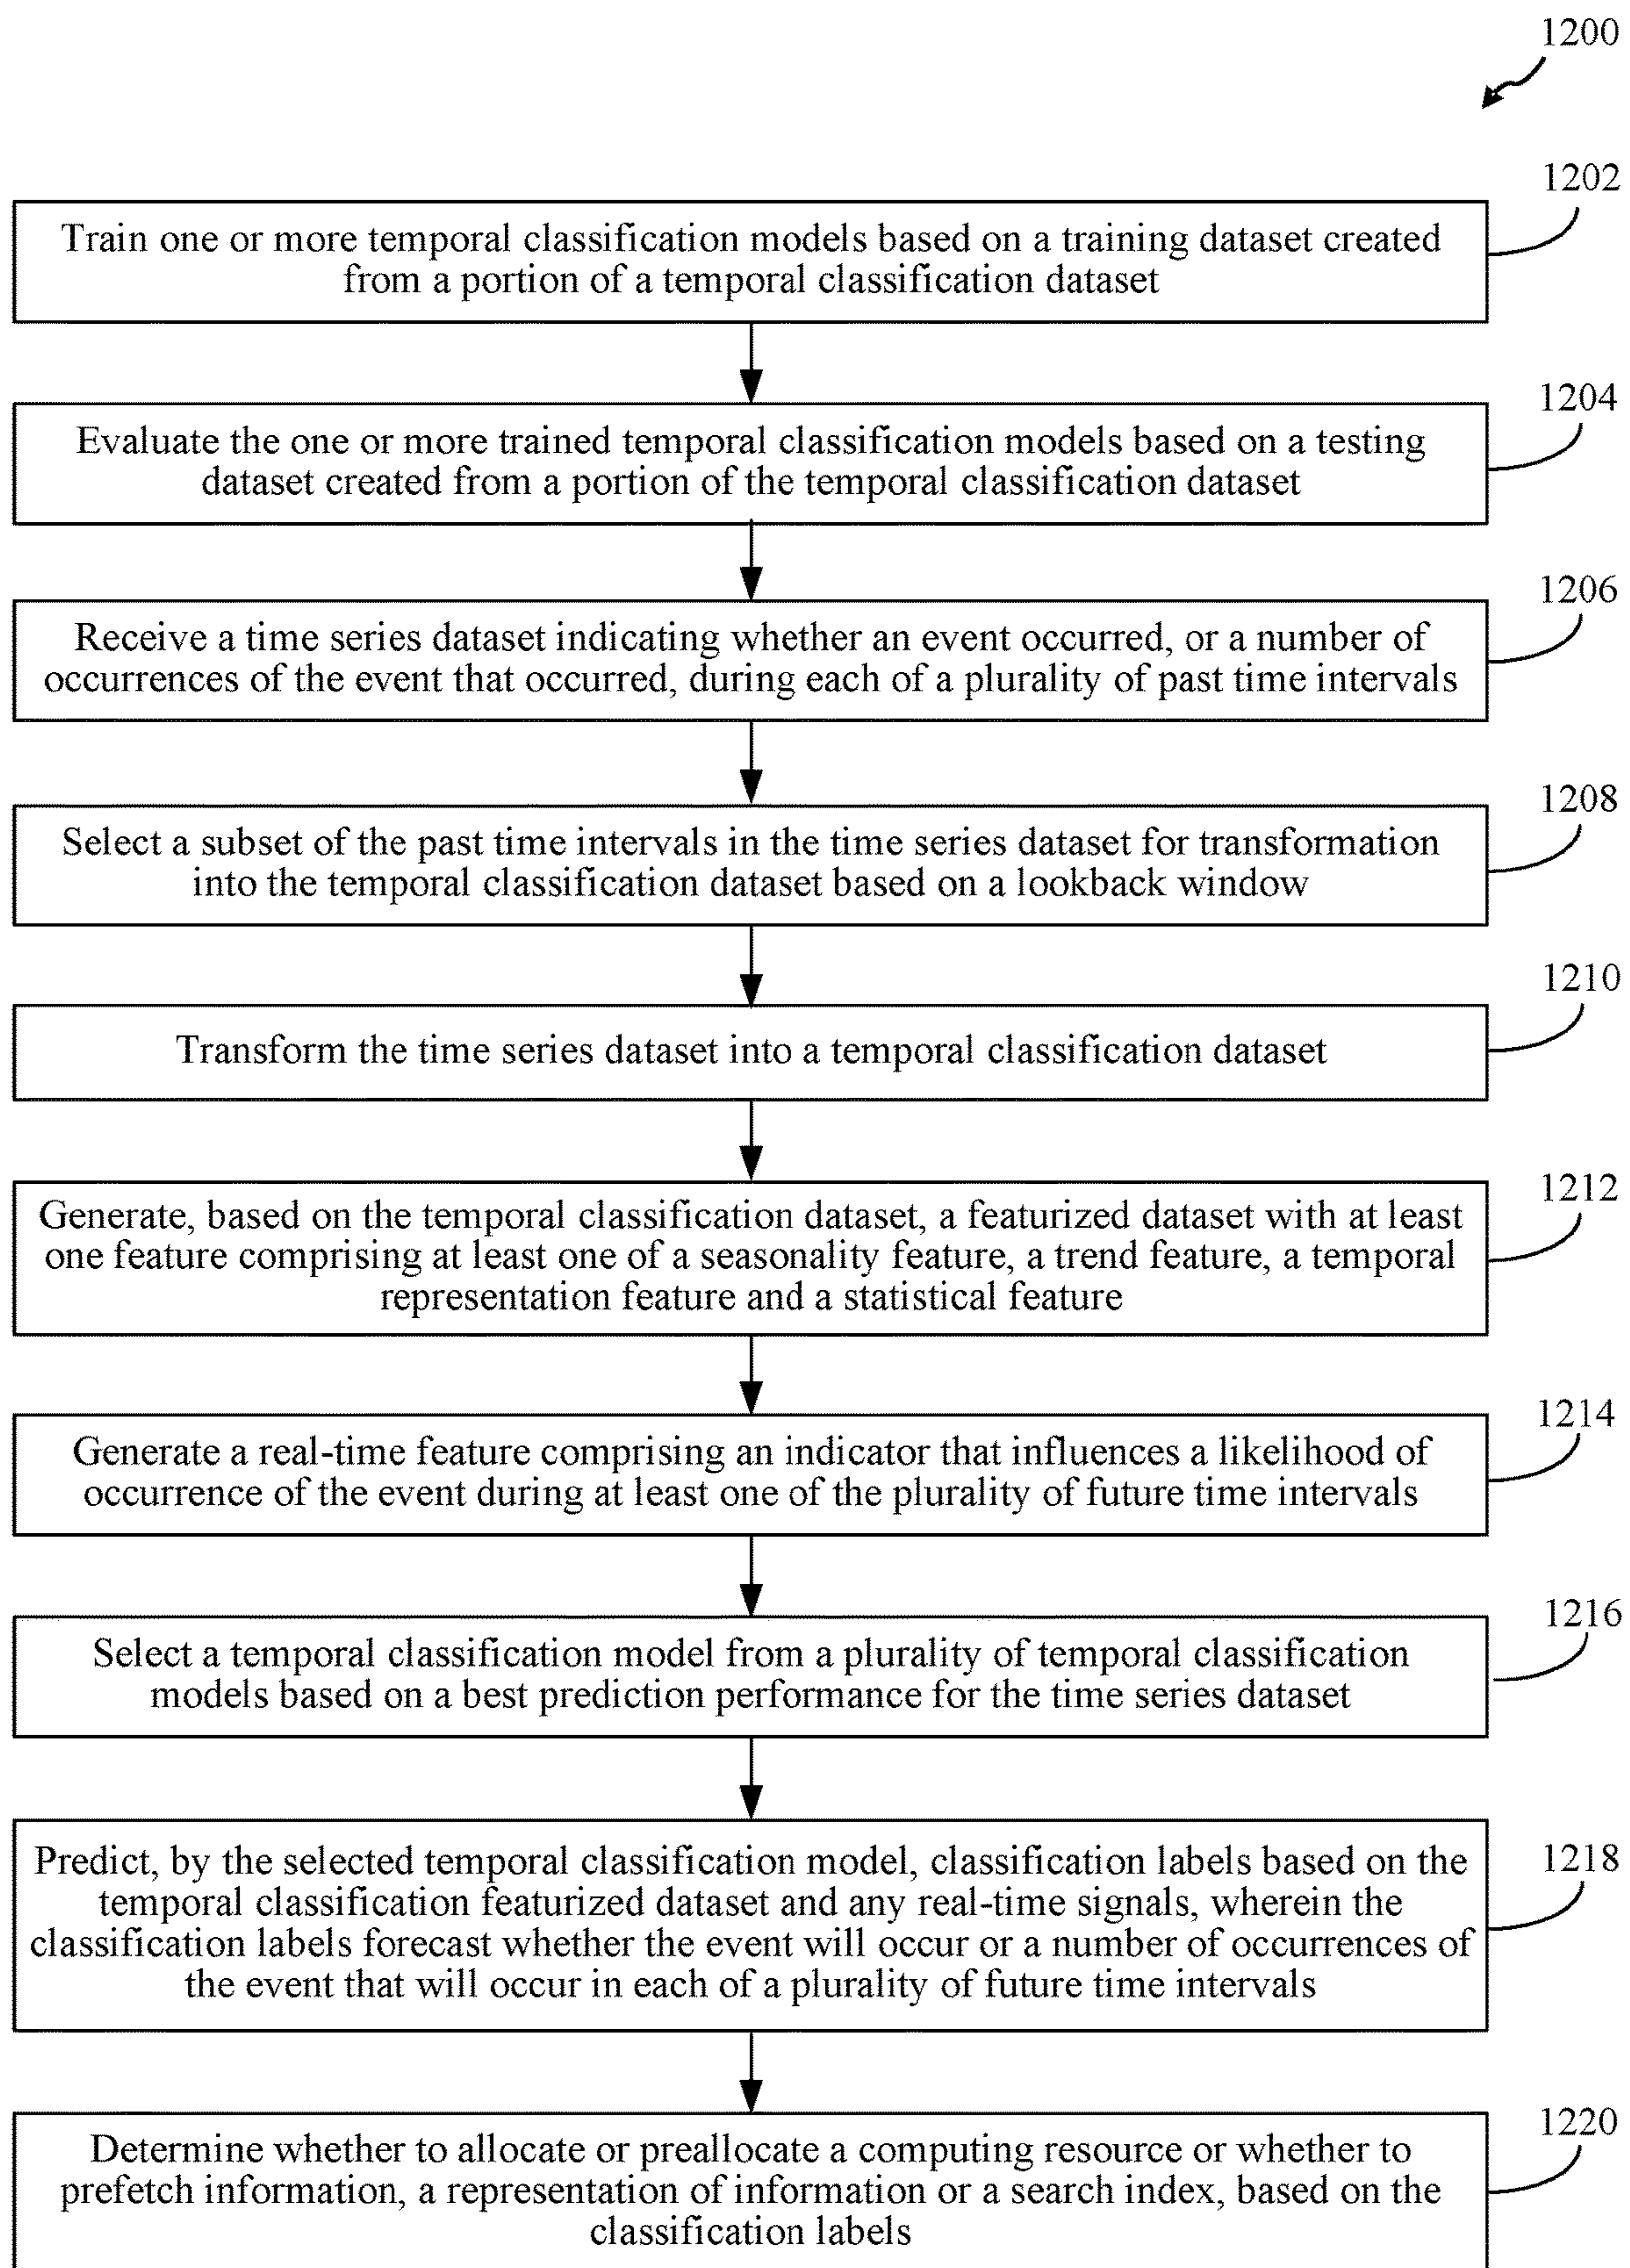 1200
1202
Train one or more temporal classification models based on a training dataset created
from a portion of a temporal classification dataset
1204
Evaluate the one or more trained temporal classification models based on a testing
dataset created from a portion of the temporal classification dataset
1206
Receive a time series dataset indicating whether an event occurred, or a number of
occurrences of the event that occurred, during each of a plurality of past time intervals
1208
Select a subset of the past time intervals in the time series dataset for transformation
into the temporal classification dataset based on a lookback window
1210
Transform the time series dataset into a temporal classification dataset
1212
Generate, based on the temporal classification dataset, a featurized dataset with at least
one feature comprising at least one of a seasonality feature, a trend feature, a temporal
representation feature and a statistical feature
1214
Generate a real-time feature comprising an indicator that influences a likelihood of
occurrence of the event during at least one of the plurality of future time intervals
1216
Select a temporal classification model from a plurality of temporal classification
models based on a best prediction performance for the time series dataset
1218
Predict, by the selected temporal classification model, classification labels based on the
temporal classification featurized dataset and any real-time signals, wherein the
classification labels forecast whether the event will occur or a number of occurrences of
the event that will occur in each of a plurality of future time intervals
1220
Determine whether to allocate or preallocate a computing resource or whether to
prefetch information, a representation of information or a search index, based on the
classification labels